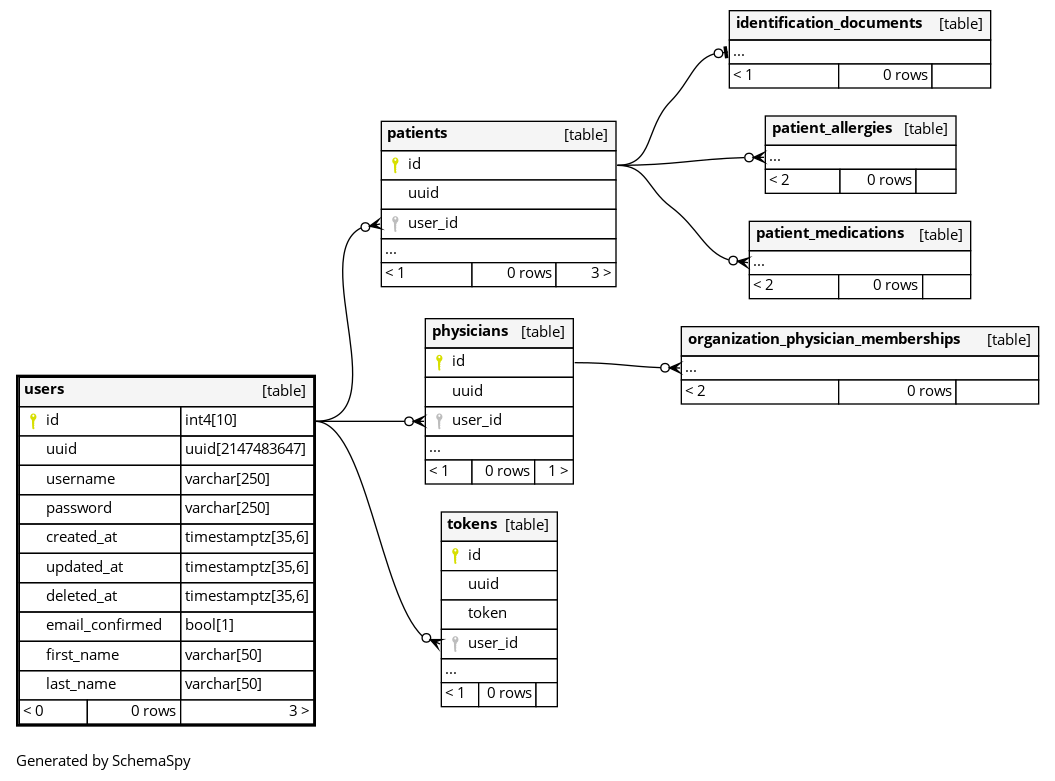 identification_documents [table]
...
< 1 0 rows
patients [table]
id
uuid
user_id
...
< 1 0 rows 3 >
patient_allergies [table]
...
< 2 0 rows
patient_medications [table]
...
< 2 0 rows
physicians [table]
id
uuid
user_id
...
< 1 0 rows 1 >
organization_physician_memberships [table]
...
< 2 0 rows
users [table]
id int4[10]
uuid uuid[2147483647]
username varchar[250]
password varchar[250]
created_at timestamptz[35,6]
updated_at timestamptz[35,6]
deleted_at timestamptz[35,6]
email_confirmed bool[1]
first_name varchar[50]
last_name varchar[50]
< 0 0 rows 3 >
tokens [table]
id
uuid
token
user_id
...
< 1 0 rows
Generated by SchemaSpy